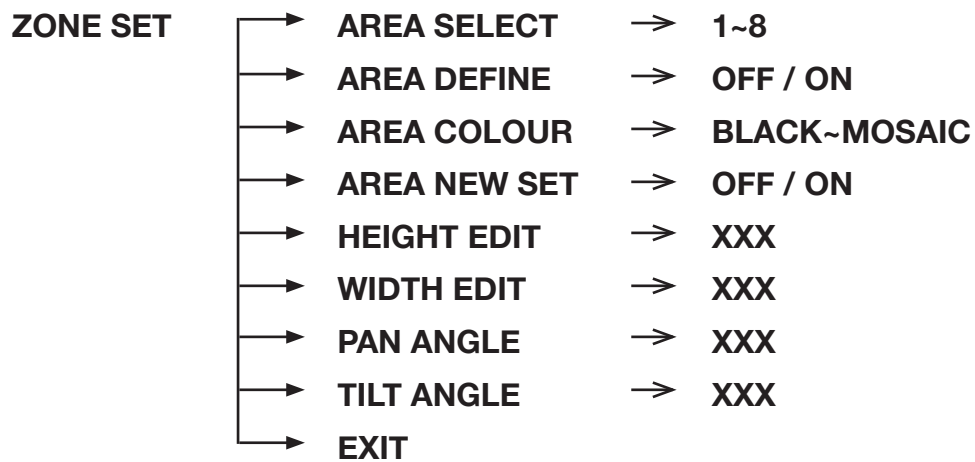 ZONE SET AREA SELECT → 1~8
AREA DEFINE → OFF / ON
AREA COLOUR → BLACK~MOSAIC
AREA NEW SET → OFF / ON
HEIGHT EDIT → XXX
WIDTH EDIT → XXX
PAN ANGLE → XXX
TILT ANGLE → XXX
EXIT